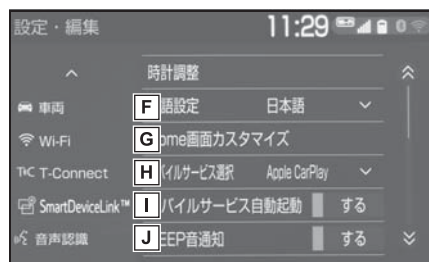 設定・編集 11:29 0
時計調整
車両 F 語設定 日本語
Wi-Fi G ome画面カスタマイズ
T-Connect H バイルサービス選択 Apple CarPlay
SmartDeviceLink™ I バイルサービス自動起動 する
音声認識 J EEP音通知 する